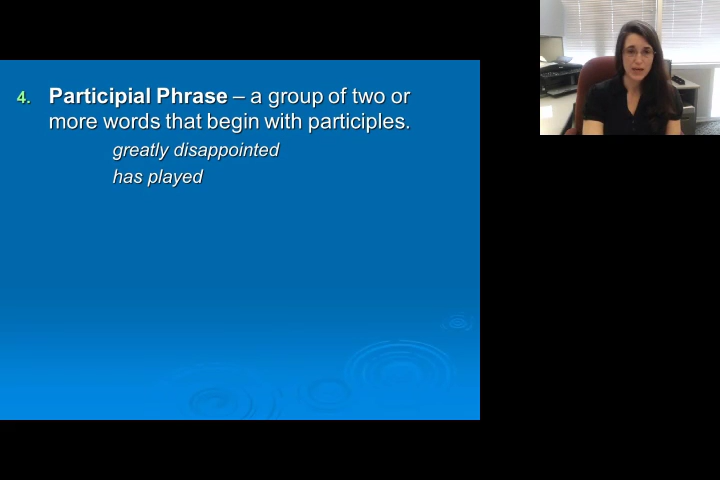 4. Participial Phrase – a group of two or
more words that begin with participles.
greatly disappointed
has played